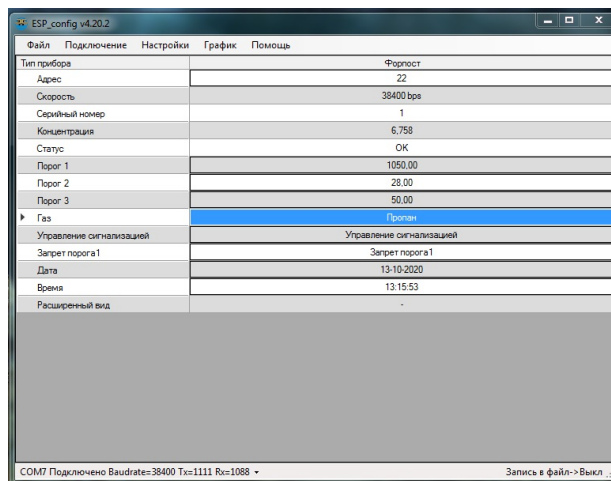 ESP_config v4.20.2
Файл Подключение Настройки График Помощь
Тип прибора Форпост
Адрес 22
Скорость 38400 bps
Серийный номер 1
Концентрация 6,758
Статус OK
Порог 1 1050,00
Порог 2 28,00
Порог 3 50,00
Газ Пропан
Управление сигнализацией Управление сигнализацией
Запрет порога1 Запрет порога1
Дата 13-10-2020
Время 13:15:53
Расширенный вид -
COM7 Подключено Baudrate=38400 Tx=1111 Rx=1088 Запись в файл->Выкл